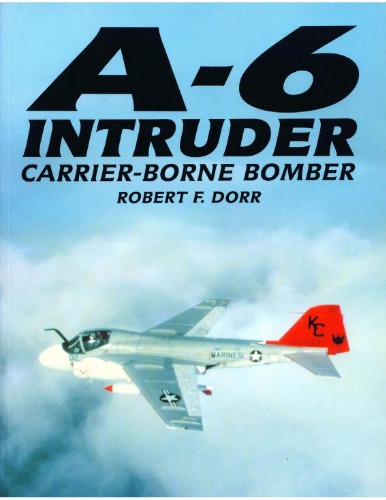 A-6
INTRUDER
CARRIER-BORNE BOMBER
ROBERT F. DORR
KC
MARINES